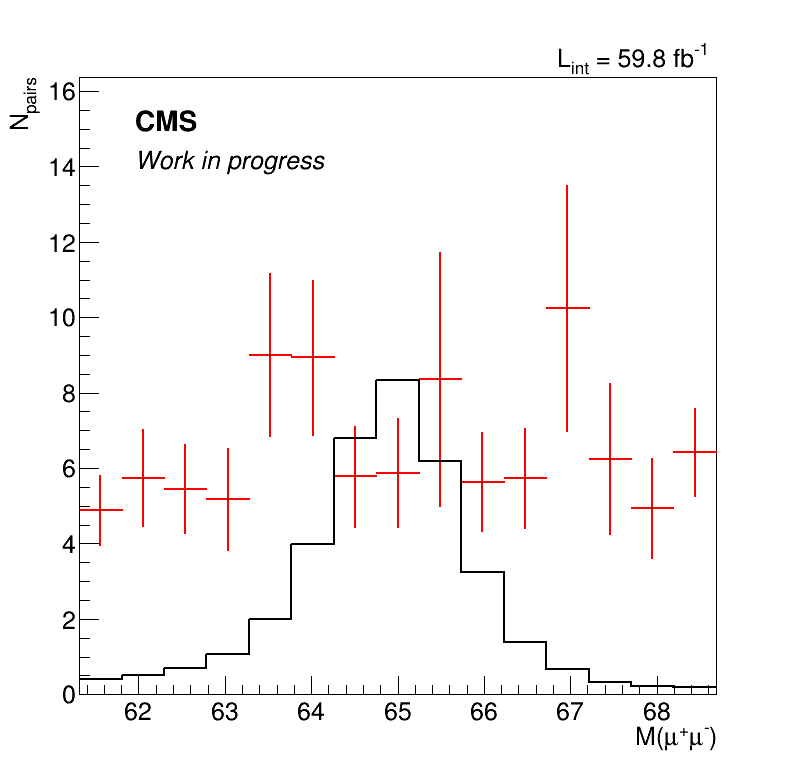 L_int = 59.8 fb^-1
N_pairs
CMS
Work in progress
16
14
12
10
8
6
4
2
0
62 63 64 65 66 67 68
M(μ⁺μ⁻)